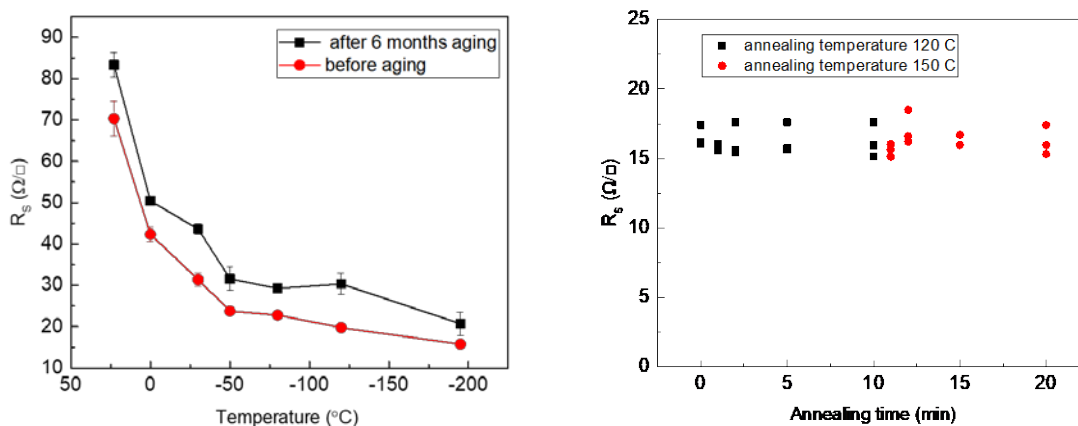 90
80
70
60
50
40
30
20
10
R_S (Ω/□)
after 6 months aging
before aging
50 0 -50 -100 -150 -200
Temperature (°C)
25
20
15
10
5
0
R_s (Ω/□)
annealing temperature 120 C
annealing temperature 150 C
0 5 10 15 20
Annealing time (min)